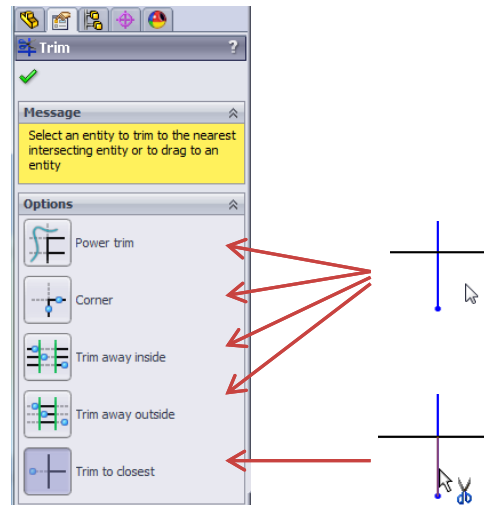 Trim ?
Message
Select an entity to trim to the nearest
intersecting entity or to drag to an
entity
Options
Power trim
Corner
Trim away inside
Trim away outside
Trim to closest